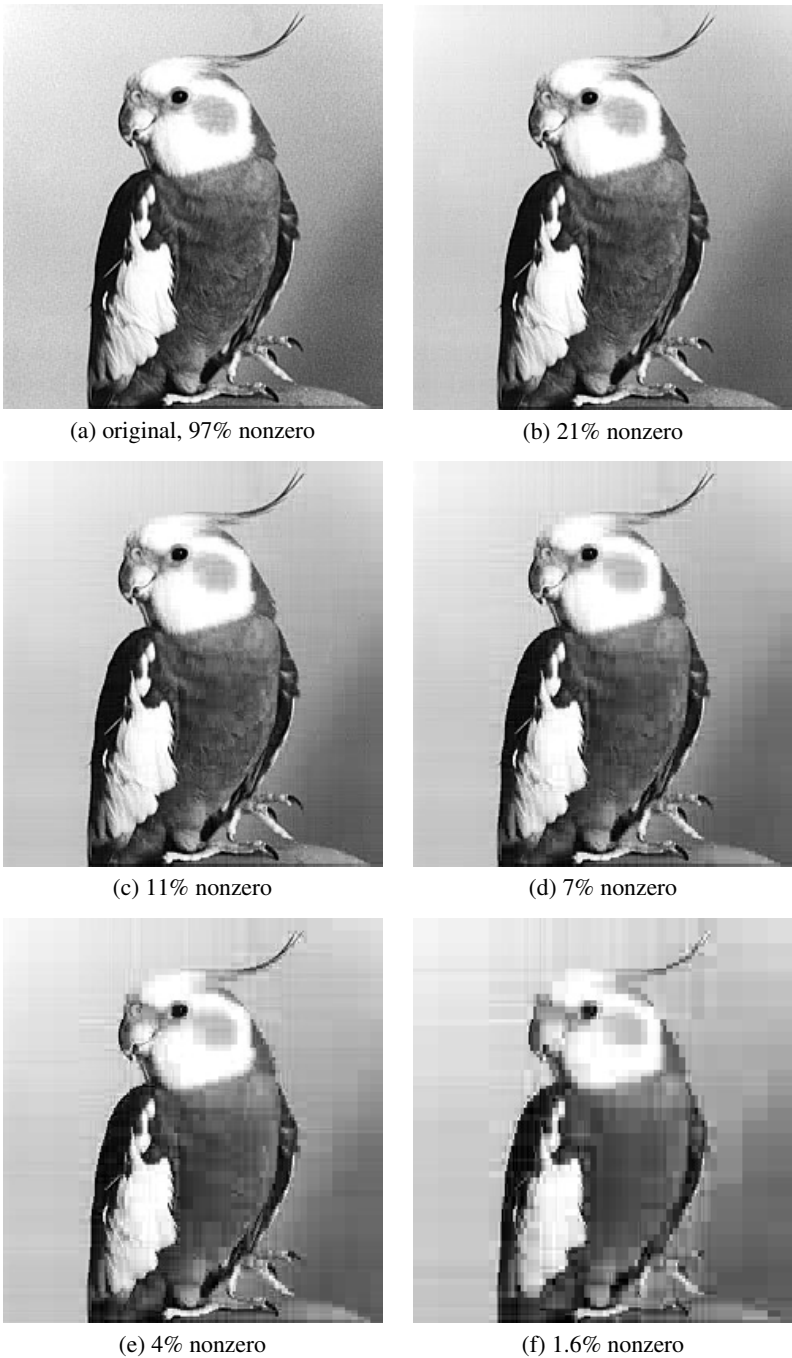 (a) original, 97% nonzero
(b) 21% nonzero
(c) 11% nonzero
(d) 7% nonzero
(e) 4% nonzero
(f) 1.6% nonzero